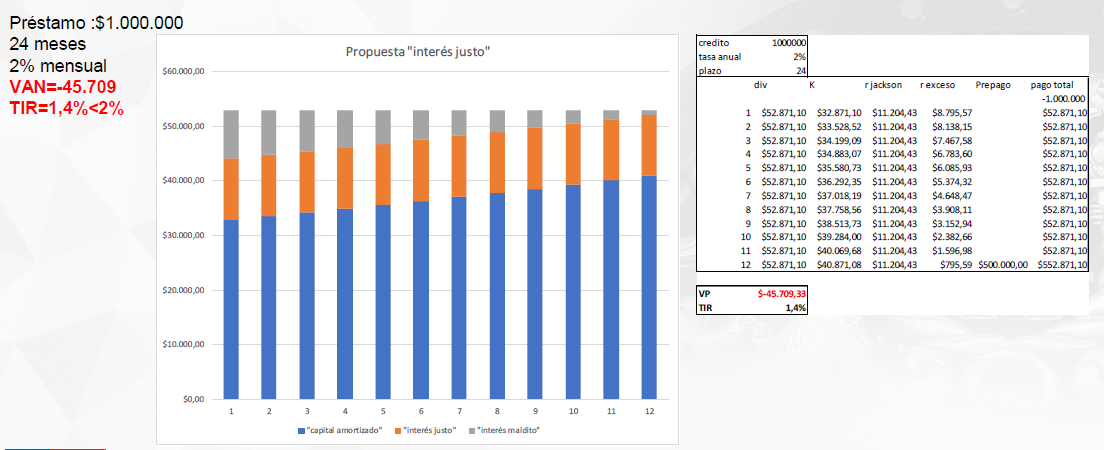 Préstamo :$1.000.000
24 meses
2% mensual
VAN=-45.709
TIR=1,4%<2%
Propuesta "interés justo"
$60.000,00
$50.000,00
$40.000,00
$30.000,00
$20.000,00
$10.000,00
$0,00
1 2 3 4 5 6 7 8 9 10 11 12
"capital amortizado" "interés justo" "interés maldito"
credito 1000000
tasa anual 2%
plazo 24
div K r jackson r exceso Prepago pago total
-1.000.000
1 $52.871,10 $32.871,10 $11.204,43 $8.795,57 $52.871,10
2 $52.871,10 $33.528,52 $11.204,43 $8.138,15 $52.871,10
3 $52.871,10 $34.199,09 $11.204,43 $7.467,58 $52.871,10
4 $52.871,10 $34.883,07 $11.204,43 $6.783,60 $52.871,10
5 $52.871,10 $35.580,73 $11.204,43 $6.085,93 $52.871,10
6 $52.871,10 $36.292,35 $11.204,43 $5.374,32 $52.871,10
7 $52.871,10 $37.018,19 $11.204,43 $4.648,47 $52.871,10
8 $52.871,10 $37.758,56 $11.204,43 $3.908,11 $52.871,10
9 $52.871,10 $38.513,73 $11.204,43 $3.152,94 $52.871,10
10 $52.871,10 $39.284,00 $11.204,43 $2.382,66 $52.871,10
11 $52.871,10 $40.069,68 $11.204,43 $1.596,98 $52.871,10
12 $52.871,10 $40.871,08 $11.204,43 $795,59 $500.000,00 $552.871,10
VP $-45.709,33
TIR 1,4%